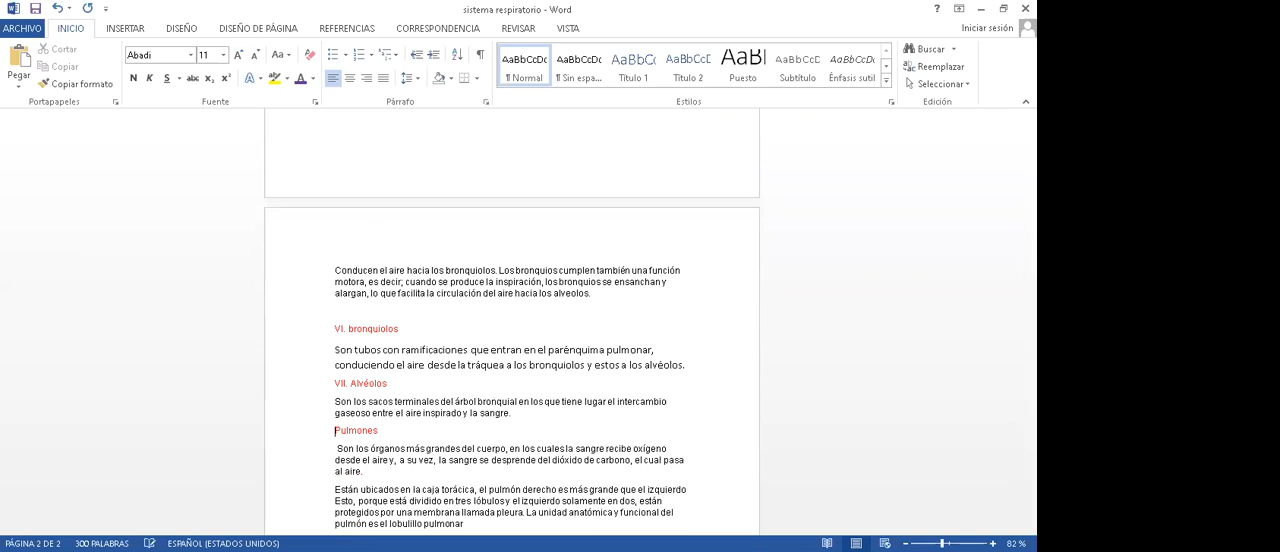 sistema respiratorio - Word
ARCHIVO INICIO INSERTAR DISEÑO DISEÑO DE PÁGINA REFERENCIAS CORRESPONDENCIA REVISAR VISTA Iniciar sesión
Pegar
Cortar
Copiar
Copiar formato
Portapapeles
Abadi 11
Fuente
Párrafo
AaBbCcDc AaBbCcDc AaBbCc AaBbCcD AaBl AaBbCcD AaBbCcDc
¶ Normal ¶ Sin espa... Título 1 Título 2 Puesto Subtítulo Énfasis sutil
Estilos
Buscar
Reemplazar
Seleccionar
Edición
Conducen el aire hacia los bronquiolos. Los bronquios cumplen también una función
motora, es decir; cuando se produce la inspiración, los bronquios se ensanchan y
alargan, lo que facilita la circulación del aire hacia los alveolos.
VI. bronquiolos
Son tubos con ramificaciones que entran en el parénquima pulmonar,
conduciendo el aire desde la tráquea a los bronquiolos y estos a los alvéolos.
VII. Alvéolos
Son los sacos terminales del árbol bronquial en los que tiene lugar el intercambio
gaseoso entre el aire inspirado y la sangre.
Pulmones
Son los órganos más grandes del cuerpo, en los cuales la sangre recibe oxígeno
desde el aire y, a su vez, la sangre se desprende del dióxido de carbono, el cual pasa
al aire.
Están ubicados en la caja torácica, el pulmón derecho es más grande que el izquierdo
Esto, porque está dividido en tres lóbulos y el izquierdo solamente en dos, están
protegidos por una membrana llamada pleura. La unidad anatómica y funcional del
pulmón es el lobulillo pulmonar
PÁGINA 2 DE 2 300 PALABRAS ESPAÑOL (ESTADOS UNIDOS) 82 %